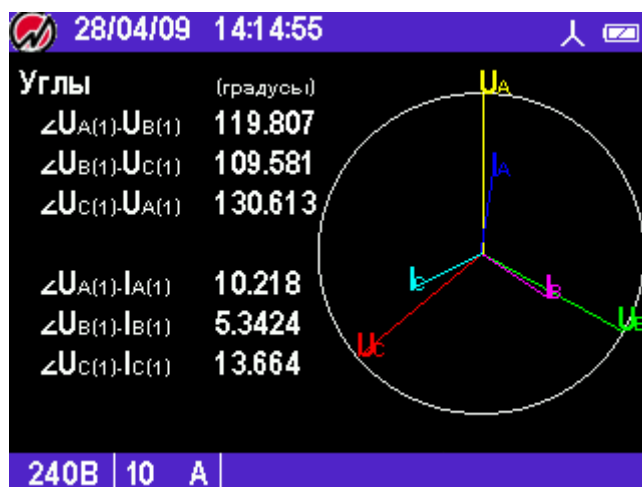 28/04/09 14:14:55
Углы (градусы)
∠UA(1)-UB(1) 119.807
∠UB(1)-UC(1) 109.581
∠UC(1)-UA(1) 130.613
∠UA(1)-IA(1) 10.218
∠UB(1)-IB(1) 5.3424
∠UC(1)-IC(1) 13.664
UA
IA
IC
IB
UB
UC
240В 10 А